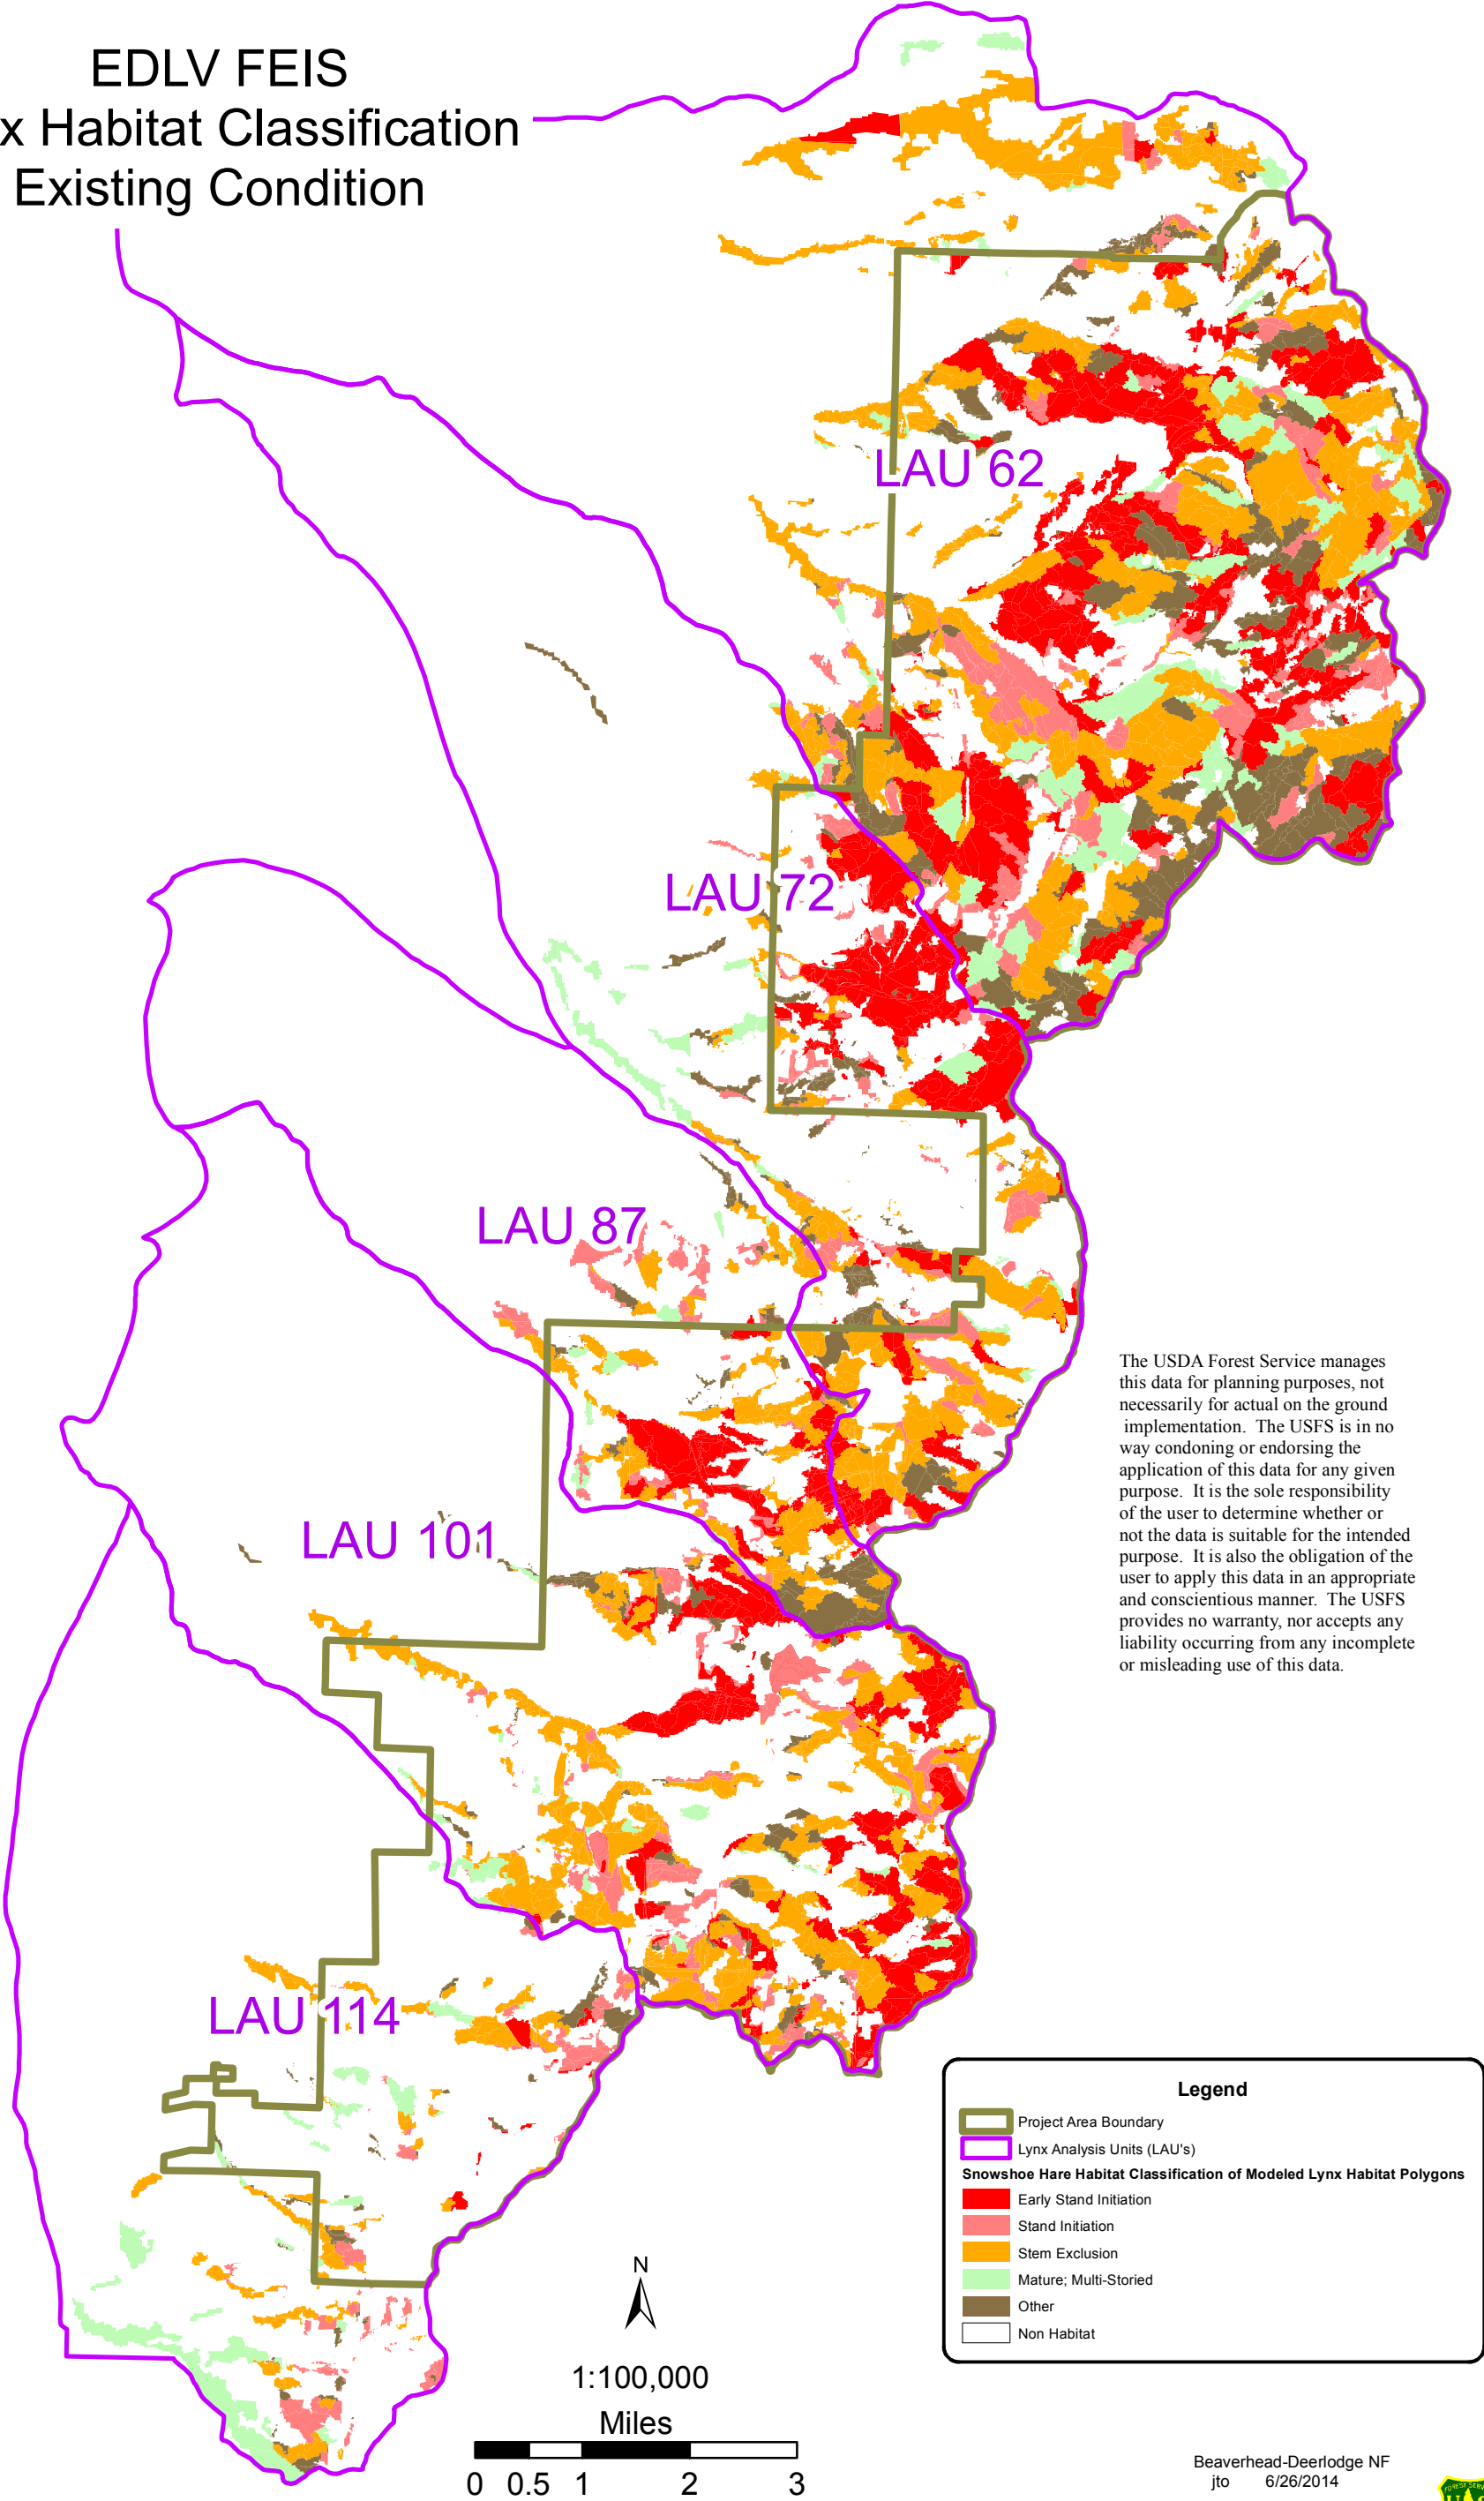 EDLV FEIS
x Habitat Classification
Existing Condition
LAU 62
LAU 72
LAU 87
LAU 101
LAU 114
The USDA Forest Service manages
this data for planning purposes, not
necessarily for actual on the ground
implementation. The USFS is in no
way condoning or endorsing the
application of this data for any given
purpose. It is the sole responsibility
of the user to determine whether or
not the data is suitable for the intended
purpose. It is also the obligation of the
user to apply this data in an appropriate
and conscientious manner. The USFS
provides no warranty, nor accepts any
liability occurring from any incomplete
or misleading use of this data.
Legend
Project Area Boundary
Lynx Analysis Units (LAU's)
Snowshoe Hare Habitat Classification of Modeled Lynx Habitat Polygons
Early Stand Initiation
Stand Initiation
Stem Exclusion
Mature; Multi-Storied
Other
Non Habitat
N
1:100,000
Miles
0 0.5 1 2 3
Beaverhead-Deerlodge NF
jto 6/26/2014